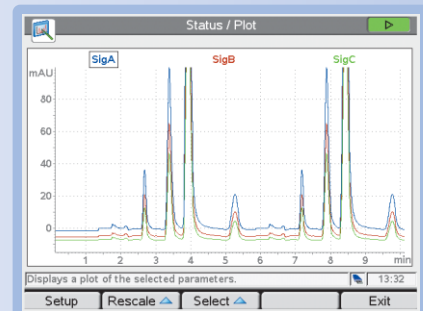 Status / Plot
SigA SigB SigC
mAU
80
60
40
20
0
1 2 3 4 5 6 7 8 9 min
Displays a plot of the selected parameters. 13:32
Setup Rescale Select Exit